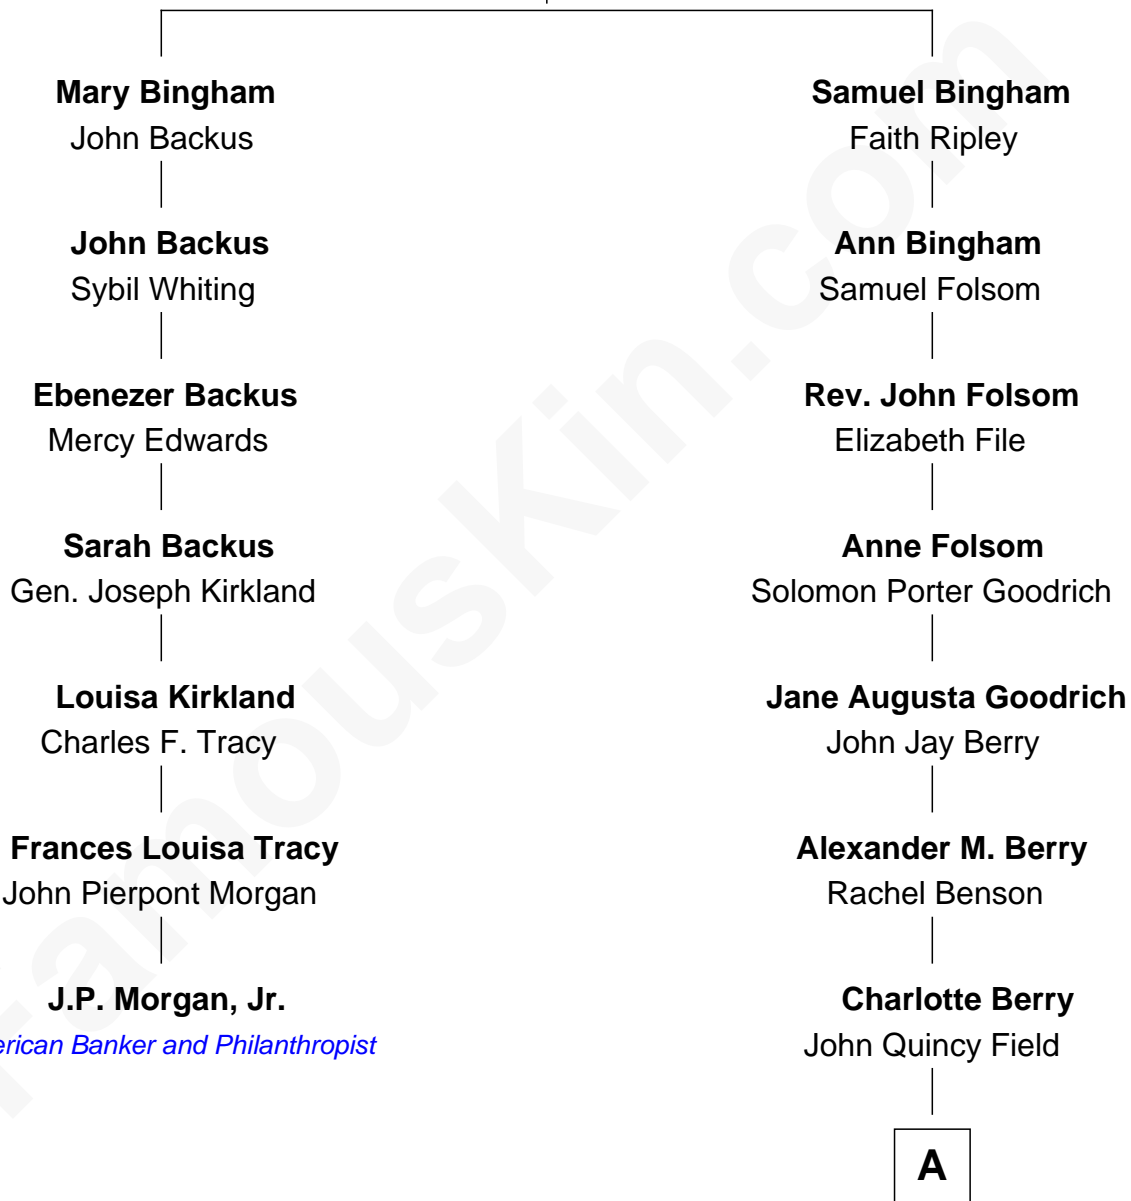 Mary Bingham
John Backus
John Backus
Sybil Whiting
Ebenezer Backus
Mercy Edwards
Sarah Backus
Gen. Joseph Kirkland
Louisa Kirkland
Charles F. Tracy
Frances Louisa Tracy
John Pierpont Morgan
J.P. Morgan, Jr.
erican Banker and Philanthropist
Samuel Bingham
Faith Ripley
Ann Bingham
Samuel Folsom
Rev. John Folsom
Elizabeth File
Anne Folsom
Solomon Porter Goodrich
Jane Augusta Goodrich
John Jay Berry
Alexander M. Berry
Rachel Benson
Charlotte Berry
John Quincy Field
A
FamousKin.com